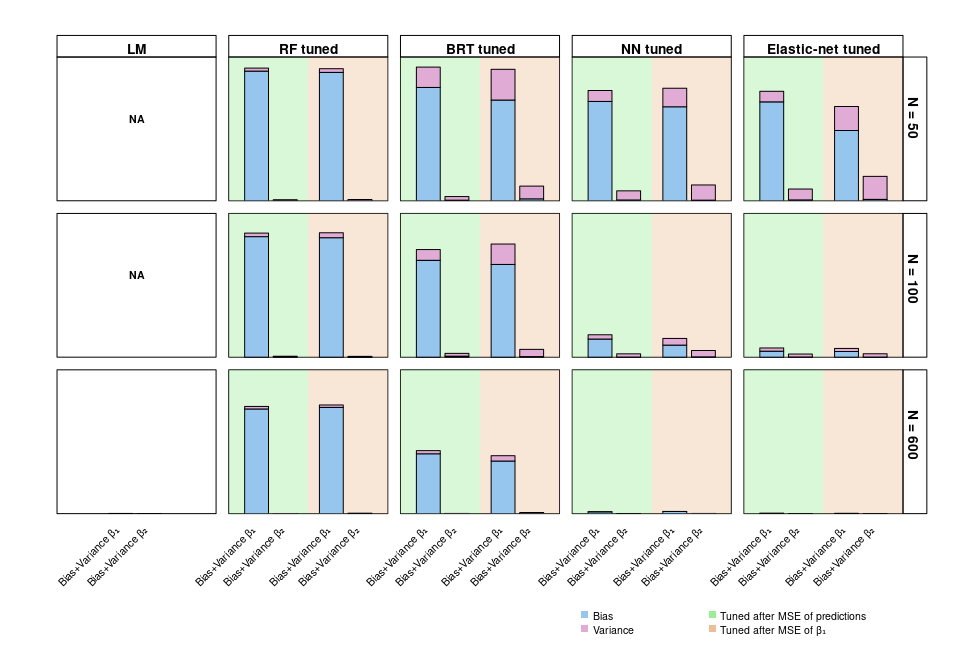 LM
RF tuned
BRT tuned
NN tuned
Elastic-net tuned
NA
N = 50
NA
N = 100
N = 600
Bias+Variance β₁
Bias+Variance β₂
Bias+Variance β₁
Bias+Variance β₂
Bias+Variance β₁
Bias+Variance β₂
Bias+Variance β₁
Bias+Variance β₂
Bias+Variance β₁
Bias+Variance β₂
Bias+Variance β₁
Bias+Variance β₂
Bias+Variance β₁
Bias+Variance β₂
Bias+Variance β₁
Bias+Variance β₂
Bias+Variance β₁
Bias+Variance β₂
Bias
Variance
Tuned after MSE of predictions
Tuned after MSE of β₁